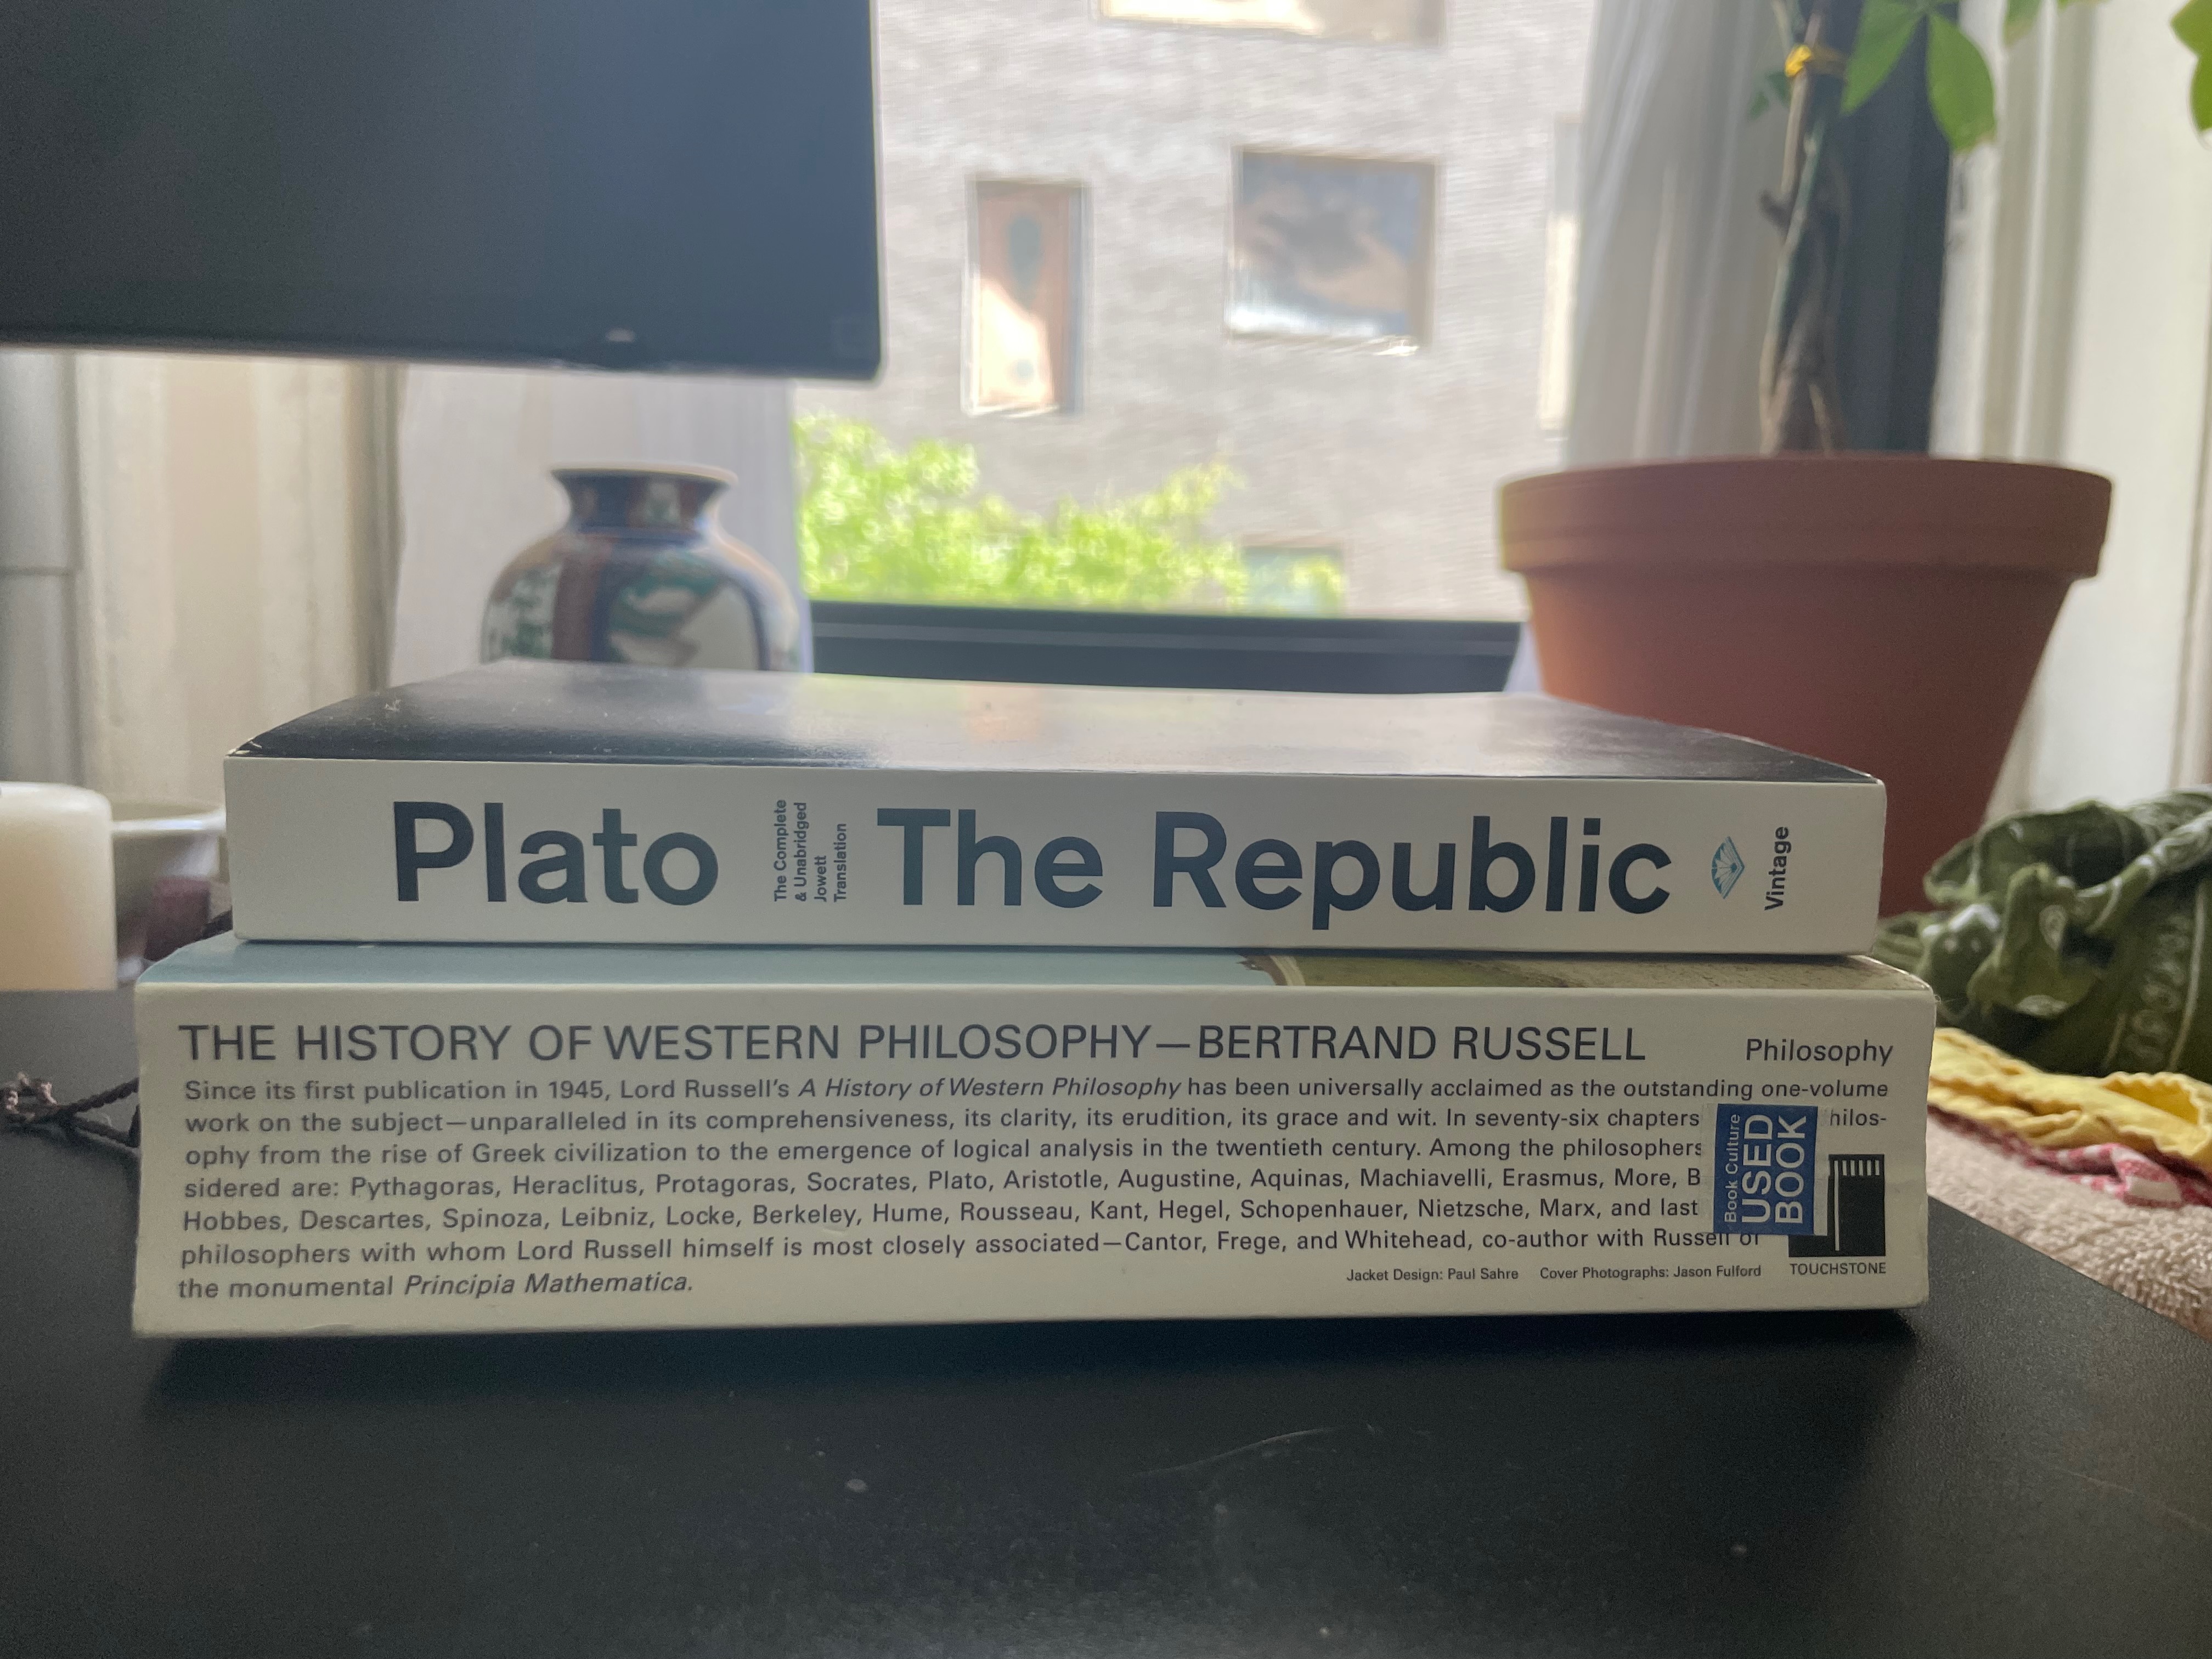 Plato
The Complete
& Unabridged
Jowett
Translation
The Republic
Vintage
THE HISTORY OF WESTERN PHILOSOPHY—BERTRAND RUSSELL
Philosophy
Since its first publication in 1945, Lord Russell's A History of Western Philosophy has been universally acclaimed as the outstanding one-volume
work on the subject—unparalleled in its comprehensiveness, its clarity, its erudition, its grace and wit. In seventy-six chapters hilos-
ophy from the rise of Greek civilization to the emergence of logical analysis in the twentieth century. Among the philosophers
sidered are: Pythagoras, Heraclitus, Protagoras, Socrates, Plato, Aristotle, Augustine, Aquinas, Machiavelli, Erasmus, More, B
Hobbes, Descartes, Spinoza, Leibniz, Locke, Berkeley, Hume, Rousseau, Kant, Hegel, Schopenhauer, Nietzsche, Marx, and last
philosophers with whom Lord Russell himself is most closely associated—Cantor, Frege, and Whitehead, co-author with Russell of
the monumental Principia Mathematica.
Jacket Design: Paul Sahre Cover Photographs: Jason Fulford
Book Culture
USED
BOOK
TOUCHSTONE